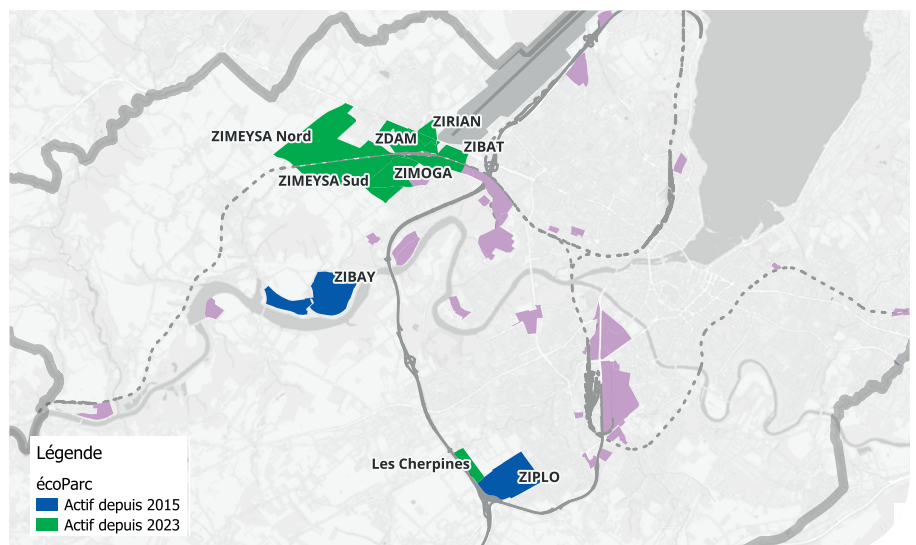 ZIRIAN
ZIMEYSA Nord
ZDAM
ZIBAT
ZIMOGA
ZIMEYSA Sud
ZIBAY
Les Cherpines
ZIPLO
Légende
écoParc
Actif depuis 2015
Actif depuis 2023